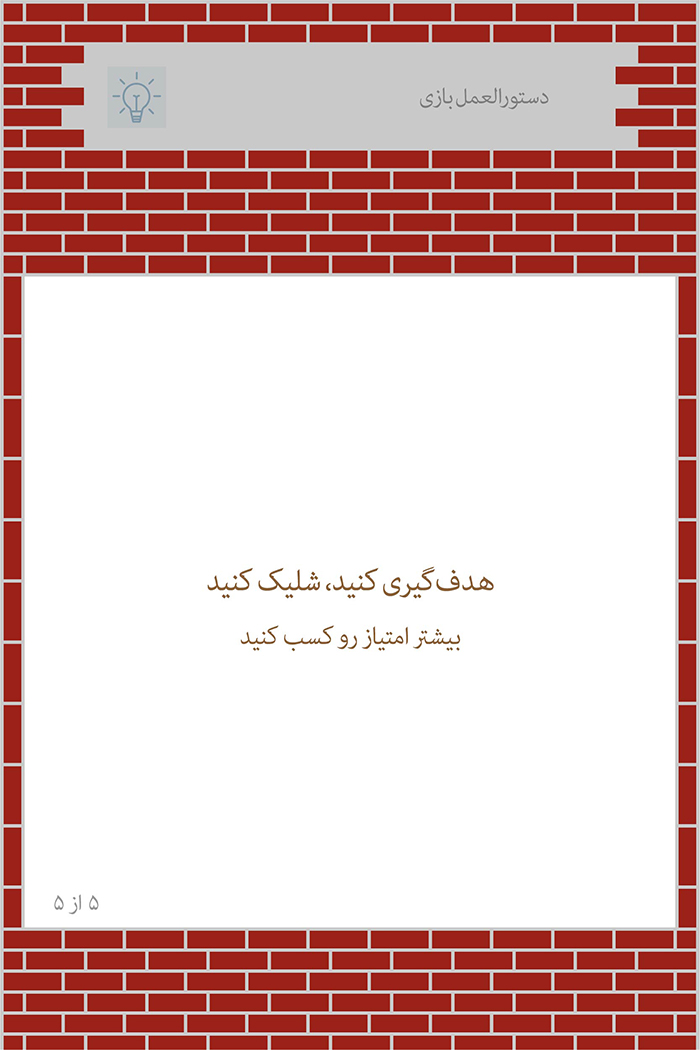 دستورالعمل بازی
هدف‌گیری کنید، شلیک کنید
بیشتر امتیاز رو کسب کنید
۵ از ۵